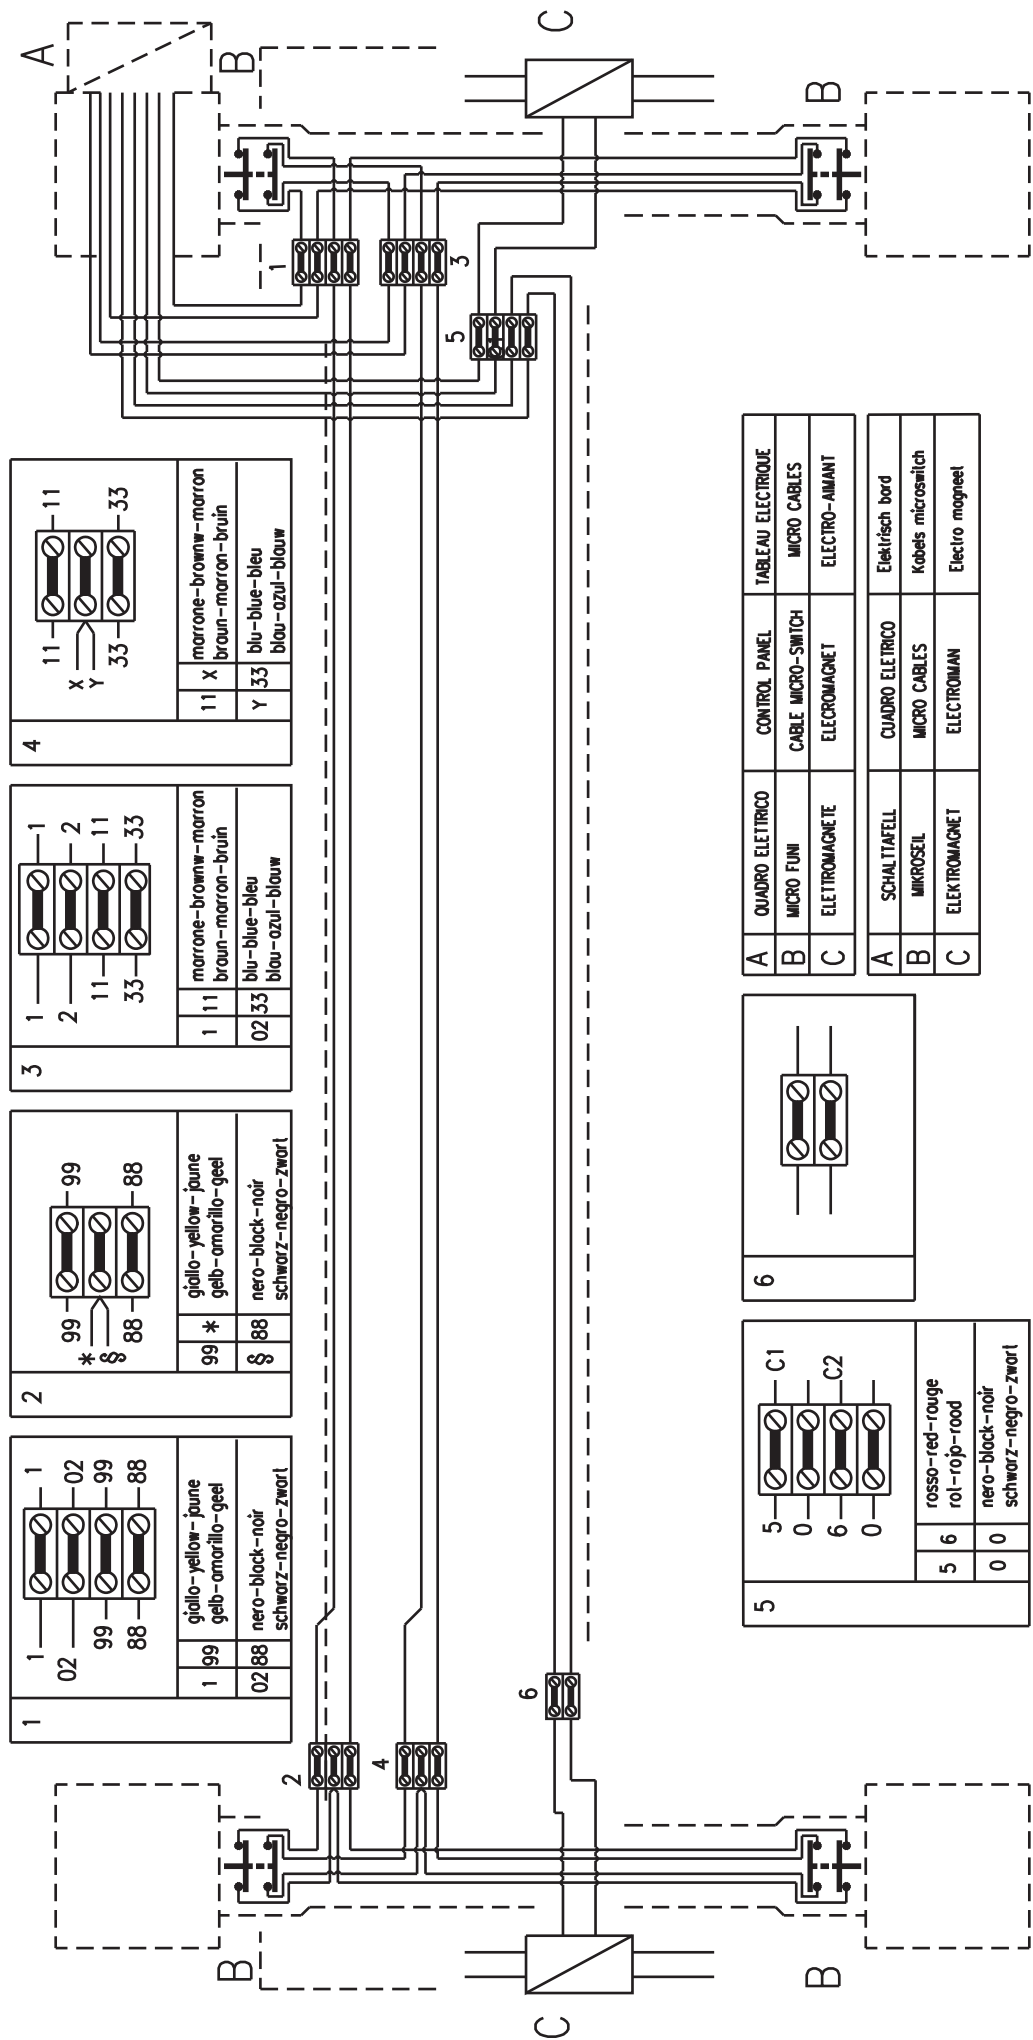 1
1 1
02 02
99 99
88 88
1 99 giallo-yellow-jaune
gelb-amarillo-geel
02 88 nero-black-noir
schwarz-negro-zwart
2
99 99
*
§
88 88
99 * giallo-yellow-jaune
gelb-amarillo-geel
§ 88 nero-black-noir
schwarz-negro-zwart
3
1 1
2 2
11 11
33 33
1 11 marrone-brownw-marron
braun-marron-bruin
02 33 blu-blue-bleu
blau-azul-blauw
4
11 11
X
Y
33 33
11 X marrone-brownw-marron
braun-marron-bruin
Y 33 blu-blue-bleu
blau-azul-blauw
A
B
B
2
1
4
3
5
6
C
C
5
5 C1
0
6 C2
0
5 6 rosso-red-rouge
rot-rojo-rood
0 0 nero-black-noir
schwarz-negro-zwart
6
A QUADRO ELETTRICO CONTROL PANEL TABLEAU ELECTRIQUE
B MICRO FUNI CABLE MICRO-SWITCH MICRO CABLES
C ELETTROMAGNETE ELECROMAGNET ELECTRO-AIMANT
A SCHALTTAFELL CUADRO ELETRICO Elektrisch bord
B MIKROSEIL MICRO CABLES Kabels microswitch
C ELEKTROMAGNET ELECTROIMAN Electro magneet
B
B